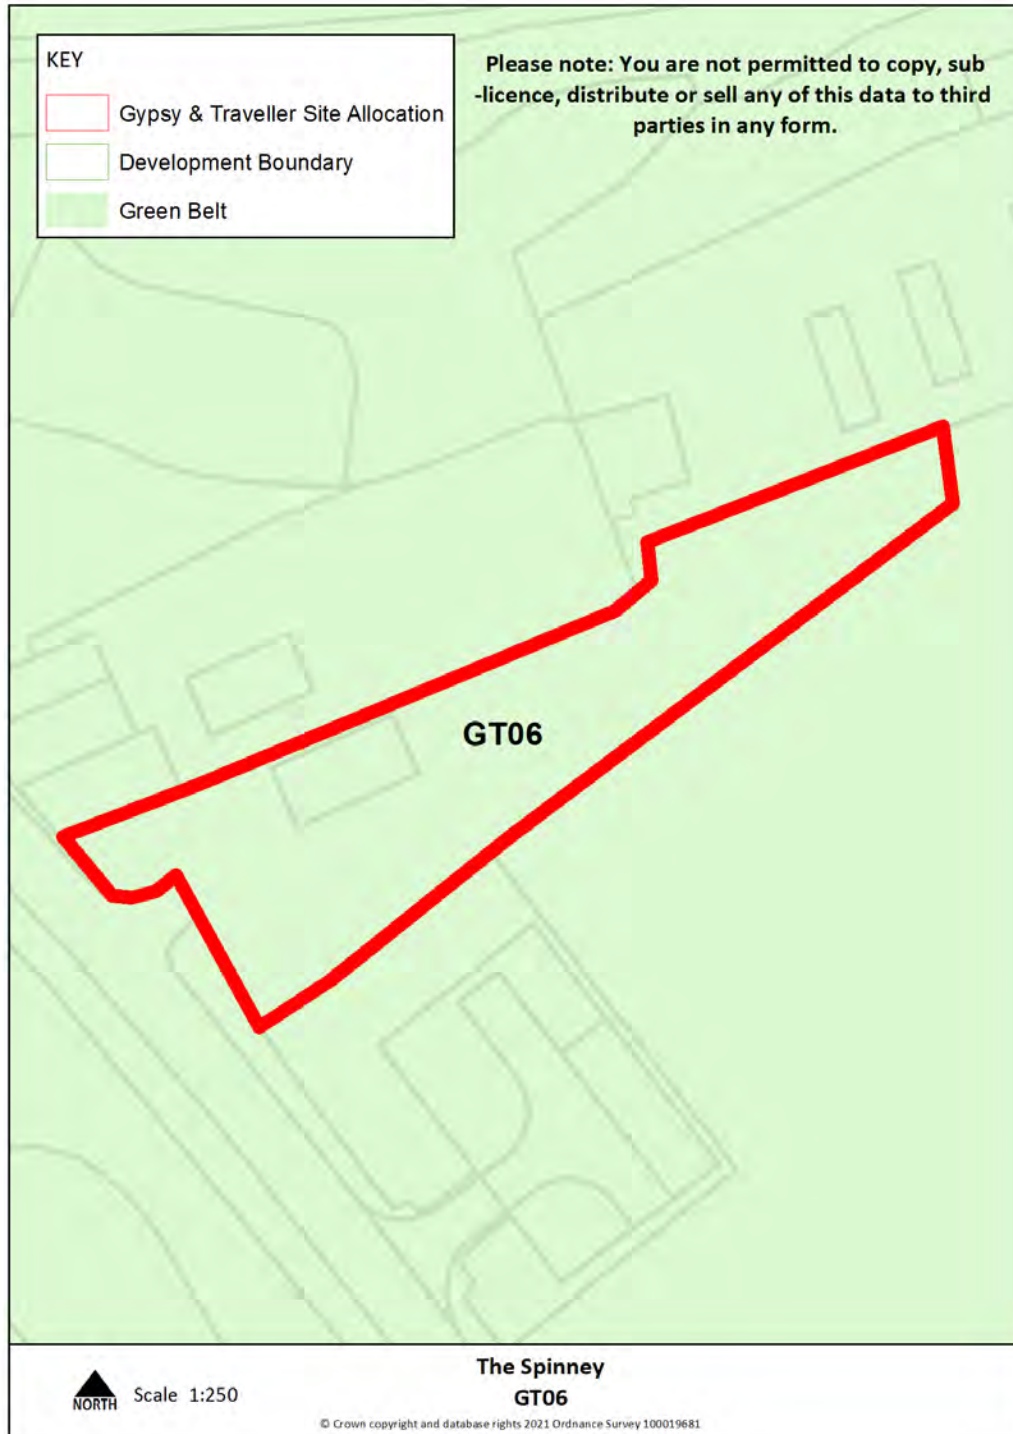 KEY
Gypsy & Traveller Site Allocation
Development Boundary
Green Belt
Please note: You are not permitted to copy, sub
-licence, distribute or sell any of this data to third
parties in any form.
GT06
NORTH
Scale 1:250
The Spinney
GT06
© Crown copyright and database rights 2021 Ordnance Survey 100019681